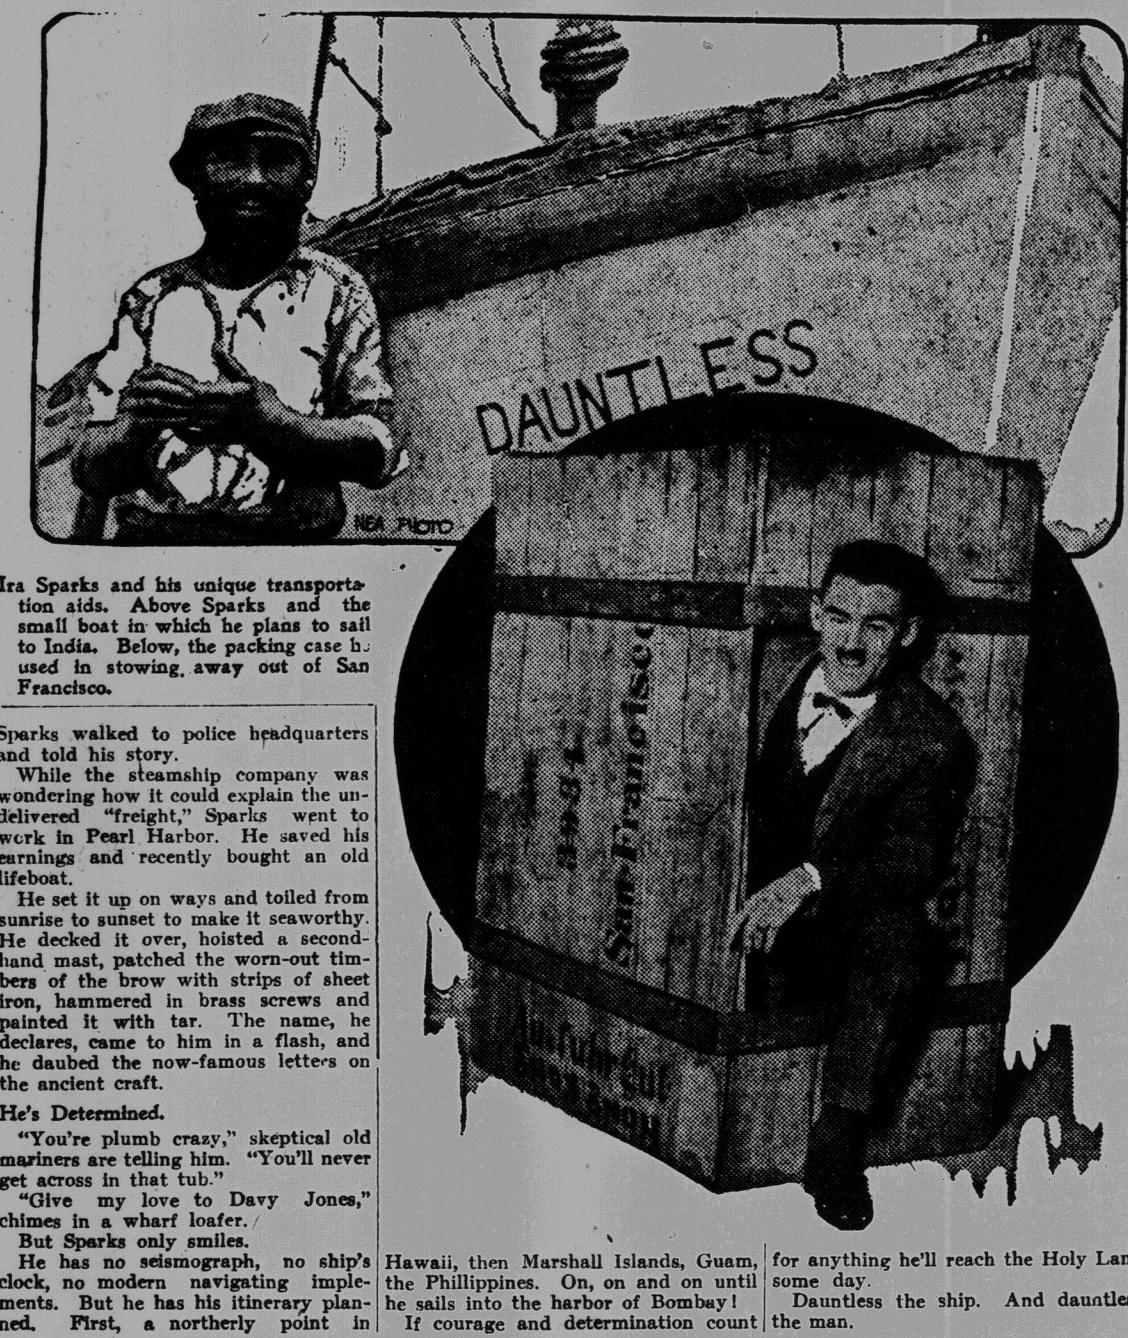 DAUNTLESS
NEA PHOTO
Ira Sparks and his unique transporta-
tion aids. Above Sparks and the
small boat in which he plans to sail
to India. Below, the packing case he
used in stowing away out of San
Francisco.
San Francisco
Ausfuhrgut
HONG KONG
Sparks walked to police headquarters
and told his story.
While the steamship company was
wondering how it could explain the un-
delivered "freight," Sparks went to
work in Pearl Harbor. He saved his
earnings and recently bought an old
lifeboat.
He set it up on ways and toiled from
sunrise to sunset to make it seaworthy.
He decked it over, hoisted a second-
hand mast, patched the worn-out tim-
bers of the brow with strips of sheet
iron, hammered in brass screws and
painted it with tar. The name, he
declares, came to him in a flash, and
he daubed the now-famous letters on
the ancient craft.
He's Determined.
"You're plumb crazy," skeptical old
mariners are telling him. "You'll never
get across in that tub."
"Give my love to Davy Jones,"
chimes in a wharf loafer.
But Sparks only smiles.
He has no seismograph, no ship's
clock, no modern navigating imple-
ments. But he has his itinerary plan-
ned. First, a northerly point in
Hawaii, then Marshall Islands, Guam,
the Phillippines. On, on and on until
he sails into the harbor of Bombay!
If courage and determination count
for anything he'll reach the Holy Lan
some day.
Dauntless the ship. And dauntle
the man.